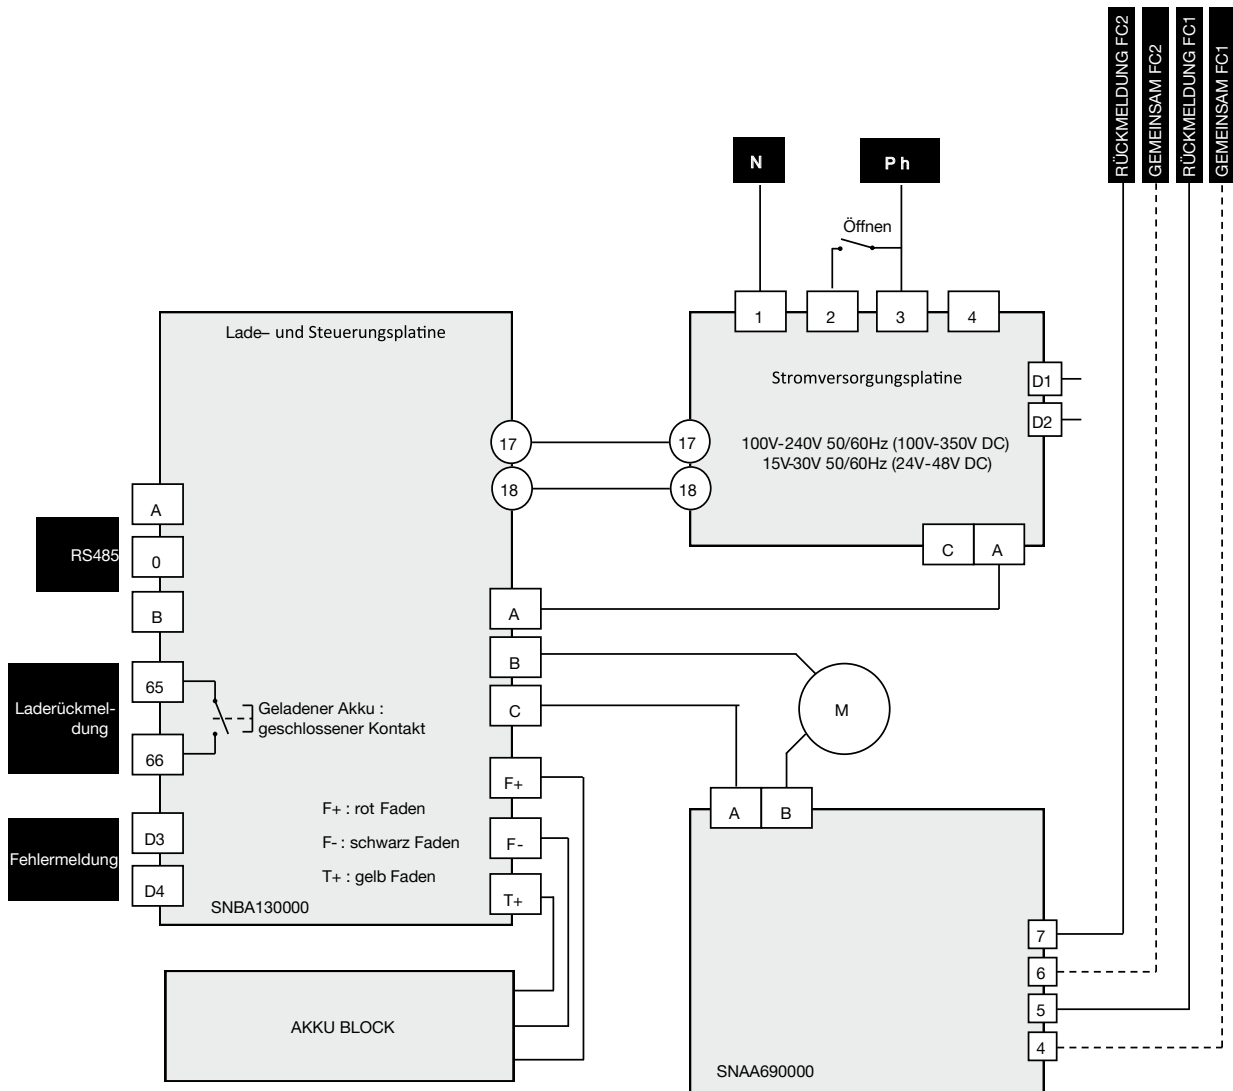 RÜCKMELDUNG FC2
GEMEINSAM FC2
RÜCKMELDUNG FC1
GEMEINSAM FC1
N
Ph
Öffnen
1
2
3
4
Lade– und Steuerungsplatine
Stromversorgungsplatine
D1
D2
100V-240V 50/60Hz (100V-350V DC)
15V-30V 50/60Hz (24V-48V DC)
17
17
18
18
C
A
A
RS485
0
B
A
B
C
M
65
Laderückmel-
dung
66
Geladener Akku :
geschlossener Kontakt
F+
F-
T+
F+ : rot Faden
F- : schwarz Faden
T+ : gelb Faden
D3
Fehlermeldung
D4
SNBA130000
A
B
7
6
5
4
AKKU BLOCK
SNAA690000